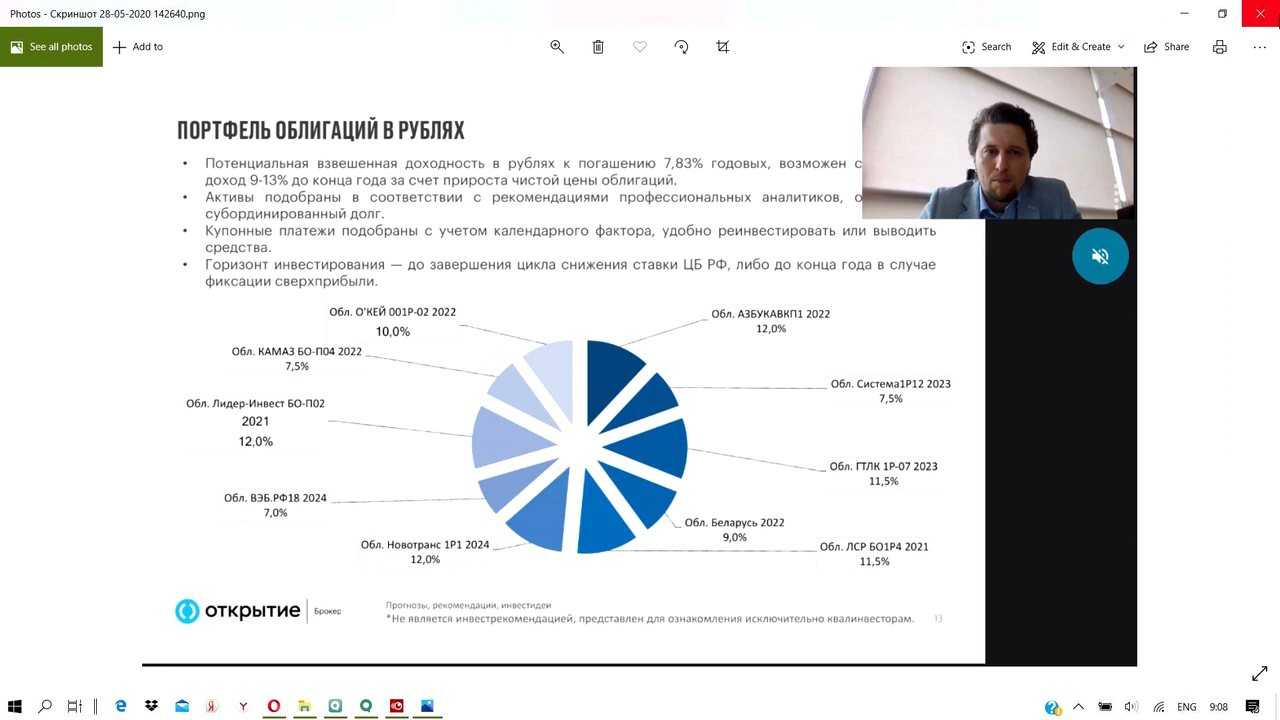 Photos - Скриншот 28-05-2020 142640.png
See all photos
Add to
Search
Edit & Create
Share
ПОРТФЕЛЬ ОБЛИГАЦИЙ В РУБЛЯХ
• Потенциальная взвешенная доходность в рублях к погашению 7,83% годовых, возможен
доход 9-13% до конца года за счет прироста чистой цены облигаций.
• Активы подобраны в соответствии с рекомендациями профессиональных аналитиков,
субординированный долг.
• Купонные платежи подобраны с учетом календарного фактора, удобно реинвестировать или выводить
средства.
• Горизонт инвестирования — до завершения цикла снижения ставки ЦБ РФ, либо до конца года в случае
фиксации сверхприбыли.
Обл. О'КЕЙ 001Р-02 2022
10,0%
Обл. АЗБУКАВКП1 2022
12,0%
Обл. КАМАЗ БО-П04 2022
7,5%
Обл. Система1Р12 2023
7,5%
Обл. Лидер-Инвест БО-П02
2021
12,0%
Обл. ГТЛК 1Р-07 2023
11,5%
Обл. ВЭБ.РФ18 2024
7,0%
Обл. Беларусь 2022
9,0%
Обл. Новотранс 1Р1 2024
12,0%
Обл. ЛСР БО1Р4 2021
11,5%
открытие Брокер
Прогнозы, рекомендации, инвестидеи
*Не является инвестрекомендацией, представлен для ознакомления исключительно квалинвесторам.
13
ENG
9:08